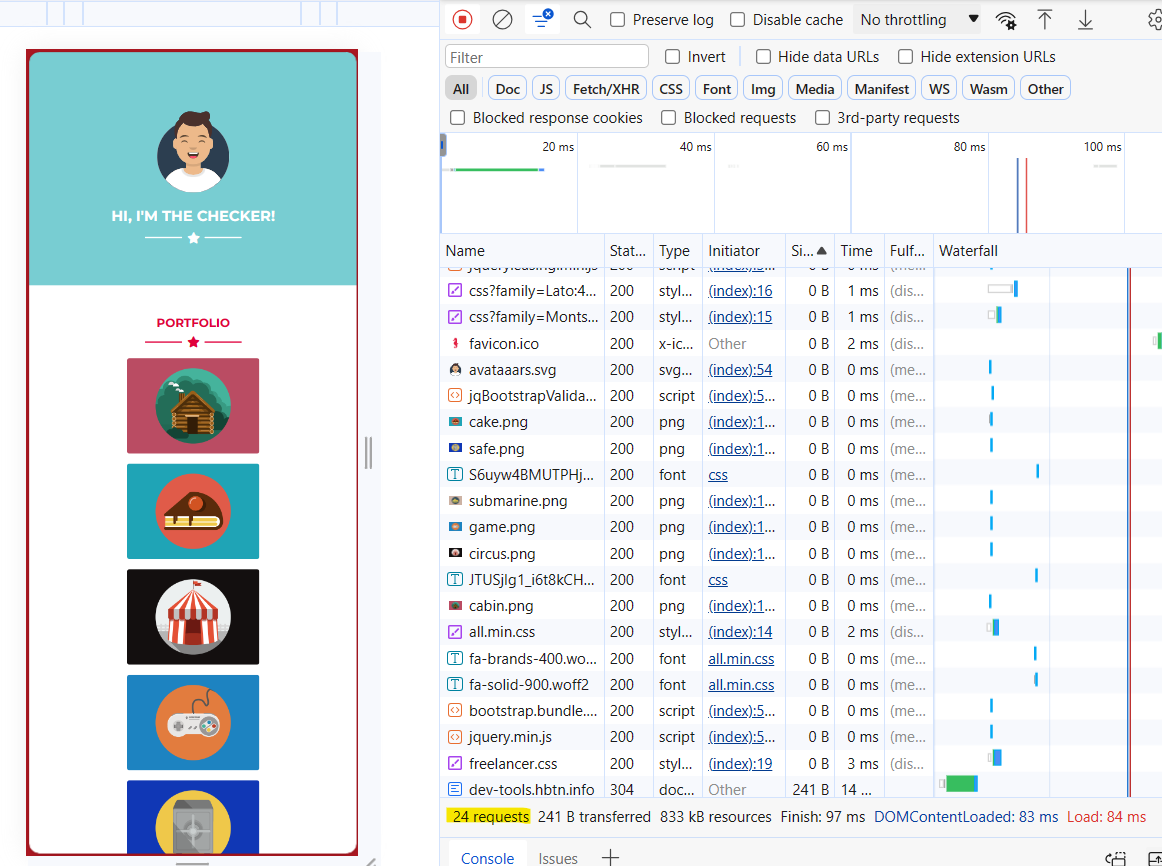 Preserve log Disable cache No throttling
Filter Invert Hide data URLs Hide extension URLs
All Doc JS Fetch/XHR CSS Font Img Media Manifest WS Wasm Other
Blocked response cookies Blocked requests 3rd-party requests
20 ms 40 ms 60 ms 80 ms 100 ms
Name Stat... Type Initiator Si... Time Fulf... Waterfall
css?family=Lato:4... 200 styl... (index):16 0 B 1 ms (dis...
css?family=Monts... 200 styl... (index):15 0 B 1 ms (dis...
favicon.ico 200 x-ic... Other 0 B 2 ms (dis...
avataaars.svg 200 svg... (index):54 0 B 0 ms (me...
jqBootstrapValida... 200 script (index):5... 0 B 0 ms (me...
cake.png 200 png (index):1... 0 B 0 ms (me...
safe.png 200 png (index):1... 0 B 0 ms (me...
S6uyw4BMUTPHj... 200 font css 0 B 0 ms (me...
submarine.png 200 png (index):1... 0 B 0 ms (me...
game.png 200 png (index):1... 0 B 0 ms (me...
circus.png 200 png (index):1... 0 B 0 ms (me...
JTUSjIg1_i6t8kCH... 200 font css 0 B 0 ms (me...
cabin.png 200 png (index):1... 0 B 0 ms (me...
all.min.css 200 styl... (index):14 0 B 2 ms (dis...
fa-brands-400.wo... 200 font all.min.css 0 B 0 ms (me...
fa-solid-900.woff2 200 font all.min.css 0 B 0 ms (me...
bootstrap.bundle.... 200 script (index):5... 0 B 0 ms (me...
jquery.min.js 200 script (index):5... 0 B 0 ms (me...
freelancer.css 200 styl... (index):19 0 B 3 ms (dis...
dev-tools.hbtn.info 304 doc... Other 241 B 14 ...
24 requests 241 B transferred 833 kB resources Finish: 97 ms DOMContentLoaded: 83 ms Load: 84 ms
Console Issues
HI, I'M THE CHECKER!
PORTFOLIO